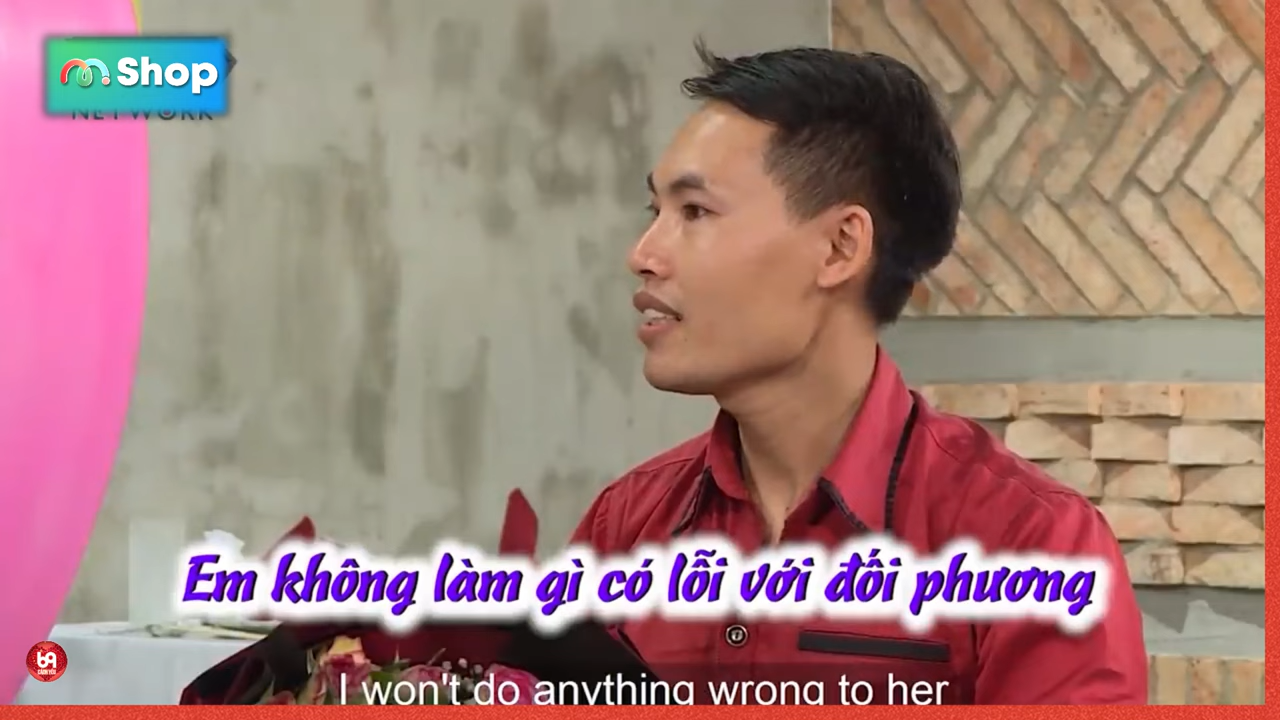 Shop
NETWORK
Em không làm gì có lỗi với đối phương
I won't do anything wrong to her